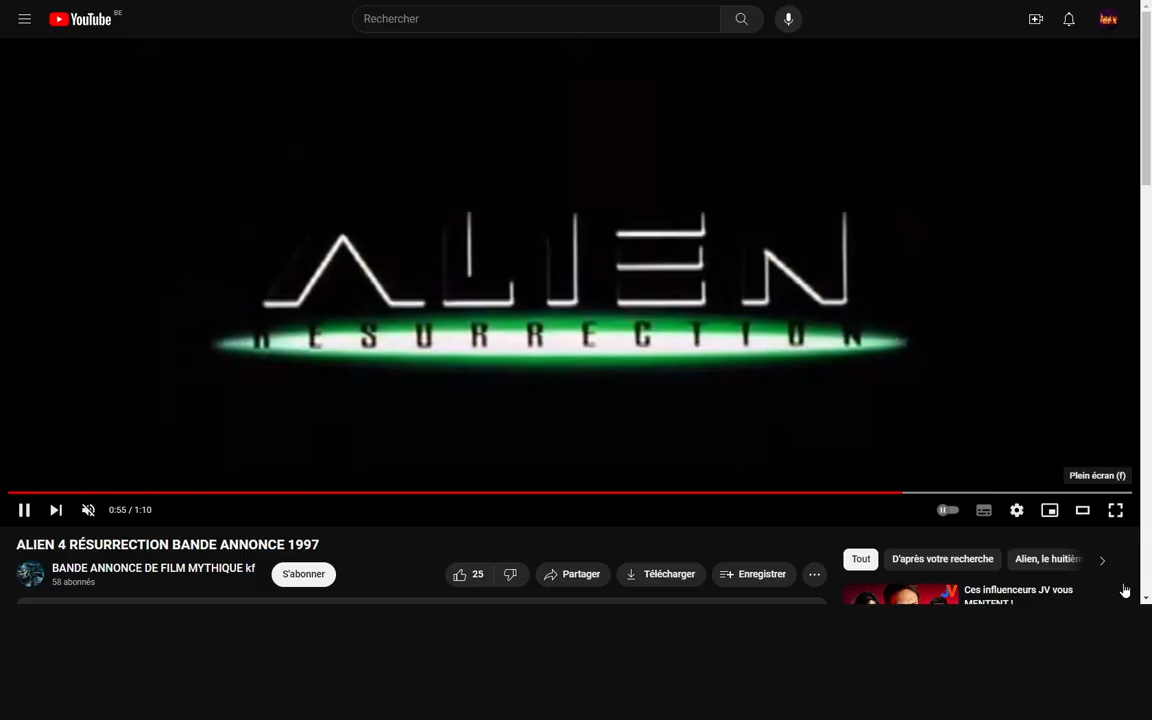 YouTube BE
Rechercher
ALIEN
RESURRECTION
Plein écran (f)
0:55 / 1:10
ALIEN 4 RÉSURRECTION BANDE ANNONCE 1997
BANDE ANNONCE DE FILM MYTHIQUE kf
58 abonnés
S'abonner
25
Partager
Télécharger
Enregistrer
Tout
D'après votre recherche
Alien, le huitièm
Ces influenceurs JV vous
MENTENT !
JV